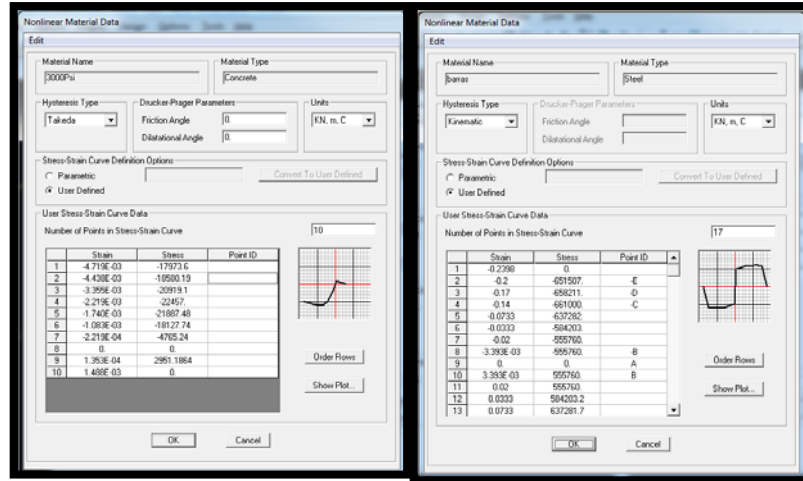 Nonlinear Material Data
Edit
Material Name
3000Psi
Material Type
Concrete
Hysteresis Type
Takeda
Drucker-Prager Parameters
Friction Angle 0.
Dilatational Angle 0.
Units
KN, m, C
Stress-Strain Curve Definition Options
Parametric
Convert To User Defined
User Defined
User Stress-Strain Curve Data
Number of Points in Stress-Strain Curve 10
Strain Stress Point ID
1 -4.719E-03 -17973.6
2 -4.438E-03 -18580.19
3 -3.355E-03 -20919.1
4 -2.219E-03 -22457.
5 -1.740E-03 -21887.48
6 -1.083E-03 -18127.74
7 -2.219E-04 -4765.24
8 0. 0.
9 1.353E-04 2951.1864
10 1.488E-03 0.
Order Rows
Show Plot...
OK Cancel
Nonlinear Material Data
Edit
Material Name
barras
Material Type
Steel
Hysteresis Type
Kinematic
Drucker-Prager Parameters
Friction Angle
Dilatational Angle
Units
KN, m, C
Stress-Strain Curve Definition Options
Parametric
Convert To User Defined
User Defined
User Stress-Strain Curve Data
Number of Points in Stress-Strain Curve 17
Strain Stress Point ID
1 -0.2398 0.
2 -0.2 -651507. -E
3 -0.17 -658211. -D
4 -0.14 -661000. -C
5 -0.0733 -637282.
6 -0.0333 -584203.
7 -0.02 -555760.
8 -3.393E-03 -555760. -B
9 0. 0. A
10 3.393E-03 555760. B
11 0.02 555760.
12 0.0333 584203.2
13 0.0733 637281.7
Order Rows
Show Plot...
OK Cancel